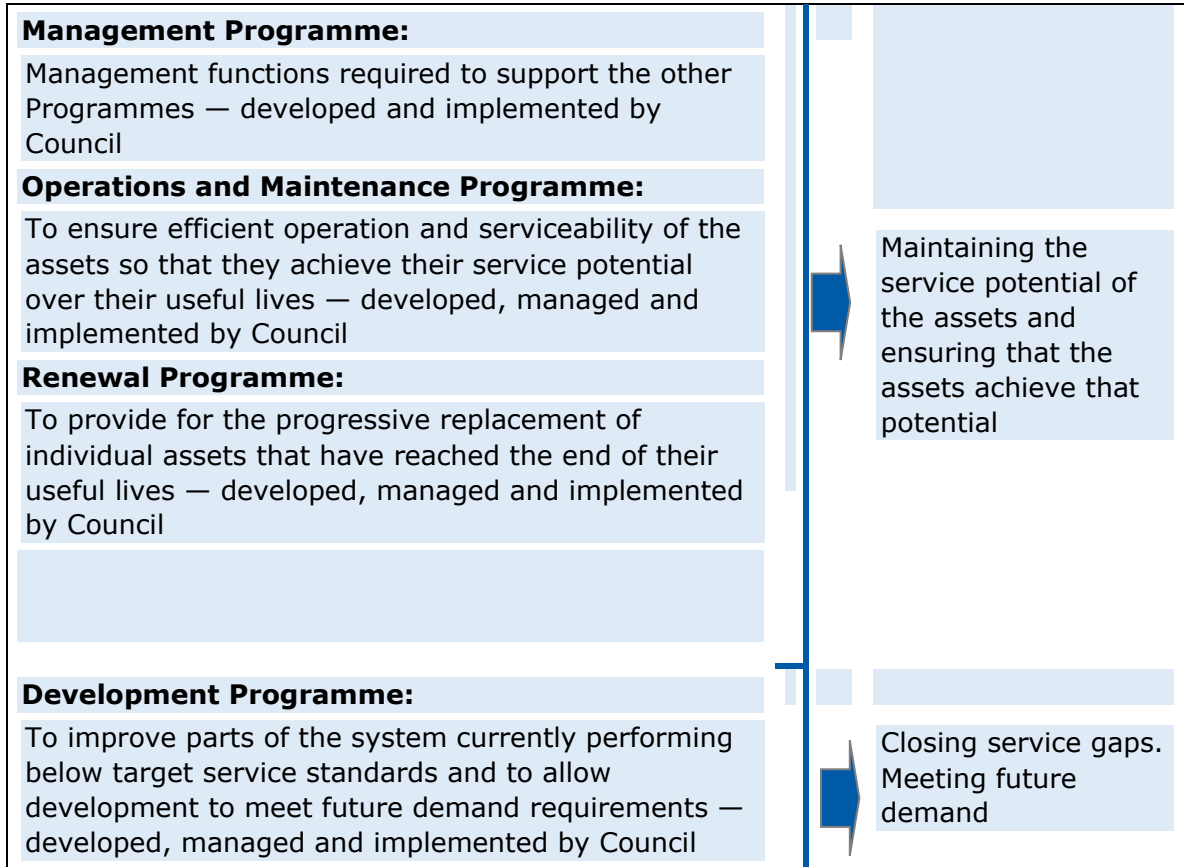 Management Programme:
Management functions required to support the other
Programmes — developed and implemented by
Council
Operations and Maintenance Programme:
To ensure efficient operation and serviceability of the
assets so that they achieve their service potential
over their useful lives — developed, managed and
implemented by Council
Renewal Programme:
To provide for the progressive replacement of
individual assets that have reached the end of their
useful lives — developed, managed and implemented
by Council
Maintaining the
service potential of
the assets and
ensuring that the
assets achieve that
potential
Development Programme:
To improve parts of the system currently performing
below target service standards and to allow
development to meet future demand requirements —
developed, managed and implemented by Council
Closing service gaps.
Meeting future
demand